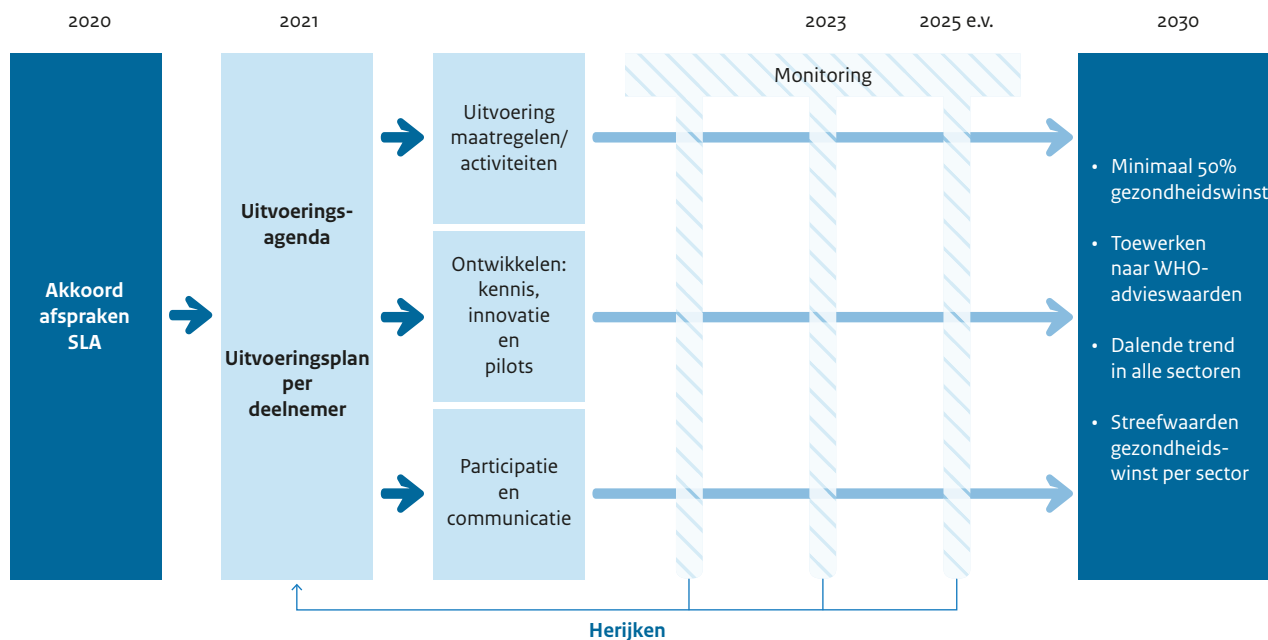 2020
2021
2023
2025 e.v.
2030
Akkoord
afspraken
SLA
Uitvoerings-
agenda
Uitvoeringsplan
per
deelnemer
Uitvoering
maatregelen/
activiteiten
Ontwikkelen:
kennis,
innovatie
en
pilots
Participatie
en
communicatie
Monitoring
• Minimaal 50%
gezondheidswinst
• Toewerken
naar WHO-
advieswaarden
• Dalende trend
in alle sectoren
• Streefwaarden
gezondheids-
winst per sector
Herijken